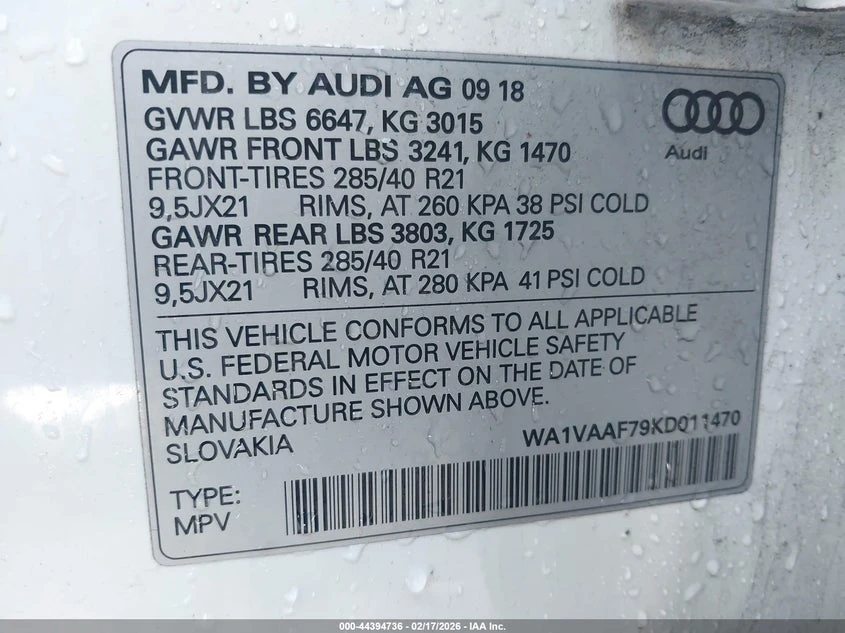 MFD. BY AUDI AG 09 18
GVWR LBS 6647, KG 3015
GAWR FRONT LBS 3241, KG 1470
FRONT-TIRES 285/40 R21
9,5JX21 RIMS, AT 260 KPA 38 PSI COLD
GAWR REAR LBS 3803, KG 1725
REAR-TIRES 285/40 R21
9,5JX21 RIMS, AT 280 KPA 41 PSI COLD
Audi
THIS VEHICLE CONFORMS TO ALL APPLICABLE
U.S. FEDERAL MOTOR VEHICLE SAFETY
STANDARDS IN EFFECT ON THE DATE OF
MANUFACTURE SHOWN ABOVE.
SLOVAKIA
WA1VAAF79KD011470
TYPE:
MPV
000-44394736 - 02/17/2026 - IAA Inc.